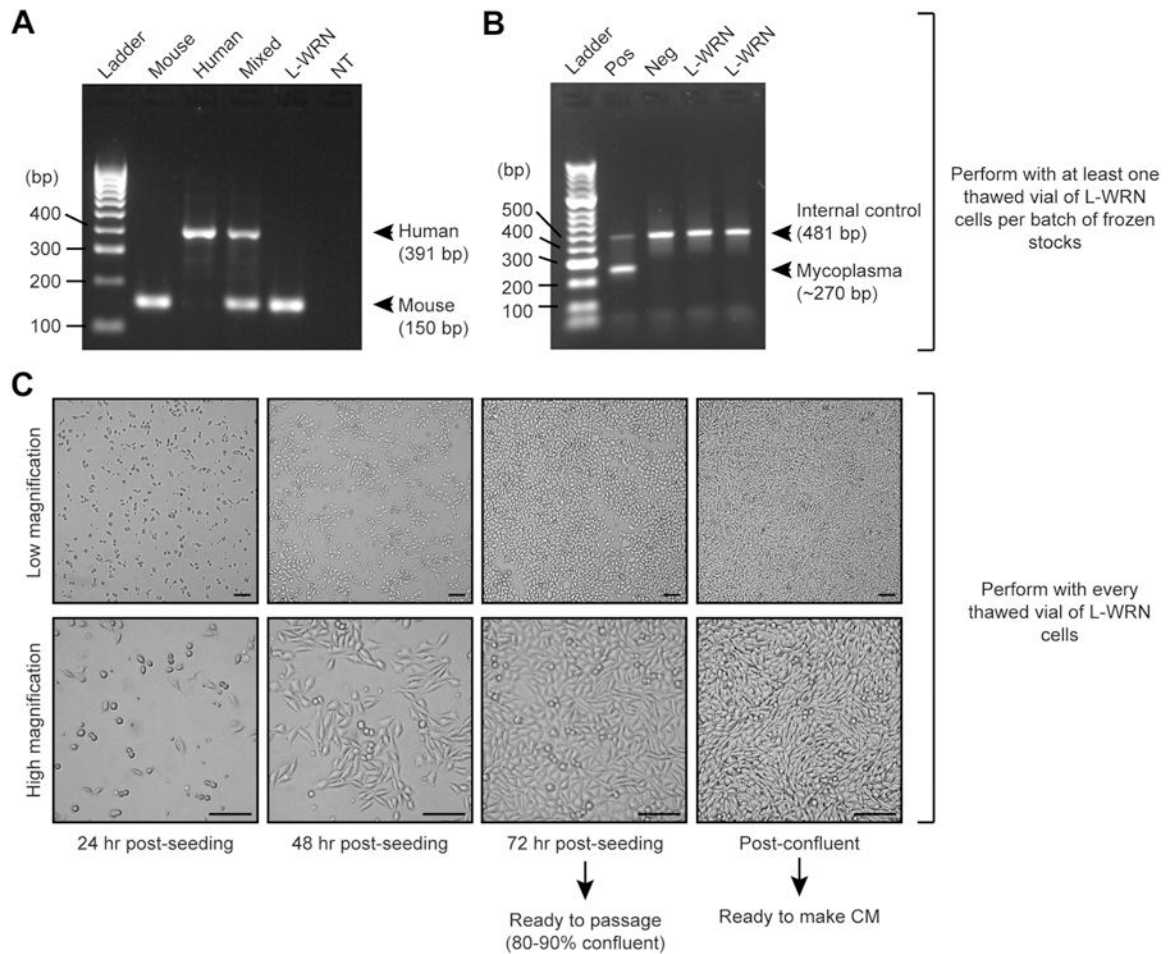 A
Ladder
Mouse
Human
Mixed
L-WRN
NT
(bp)
400
300
200
100
Human
(391 bp)
Mouse
(150 bp)
B
Ladder
Pos
Neg
L-WRN
L-WRN
(bp)
500
400
300
200
100
Internal control
(481 bp)
Mycoplasma
(~270 bp)
Perform with at least one
thawed vial of L-WRN
cells per batch of frozen
stocks
C
Low magnification
High magnification
24 hr post-seeding
48 hr post-seeding
72 hr post-seeding
Post-confluent
Ready to passage
(80-90% confluent)
Ready to make CM
Perform with every
thawed vial of L-WRN
cells